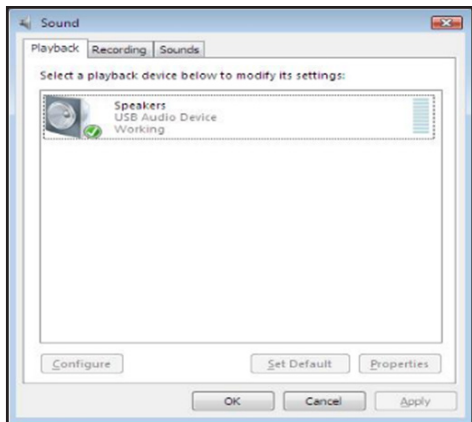 Sound
Playback Recording Sounds
Select a playback device below to modify its settings:
Speakers
USB Audio Device
Working
Configure Set Default Properties
OK Cancel Apply